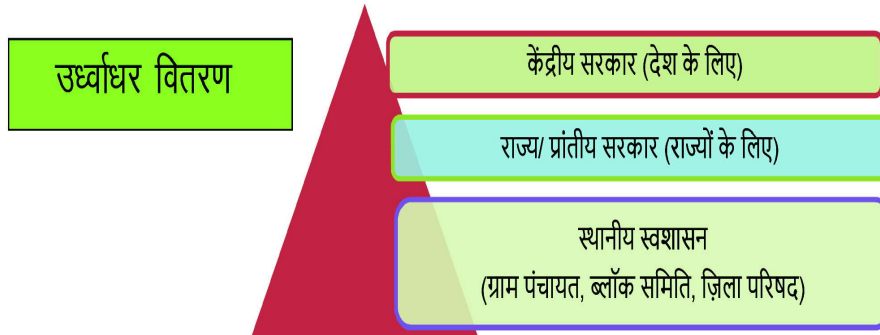 उर्ध्वाधर वितरण
केंद्रीय सरकार (देश के लिए)
राज्य/ प्रांतीय सरकार (राज्यों के लिए)
स्थानीय स्वशासन
(ग्राम पंचायत, ब्लॉक समिति, ज़िला परिषद)